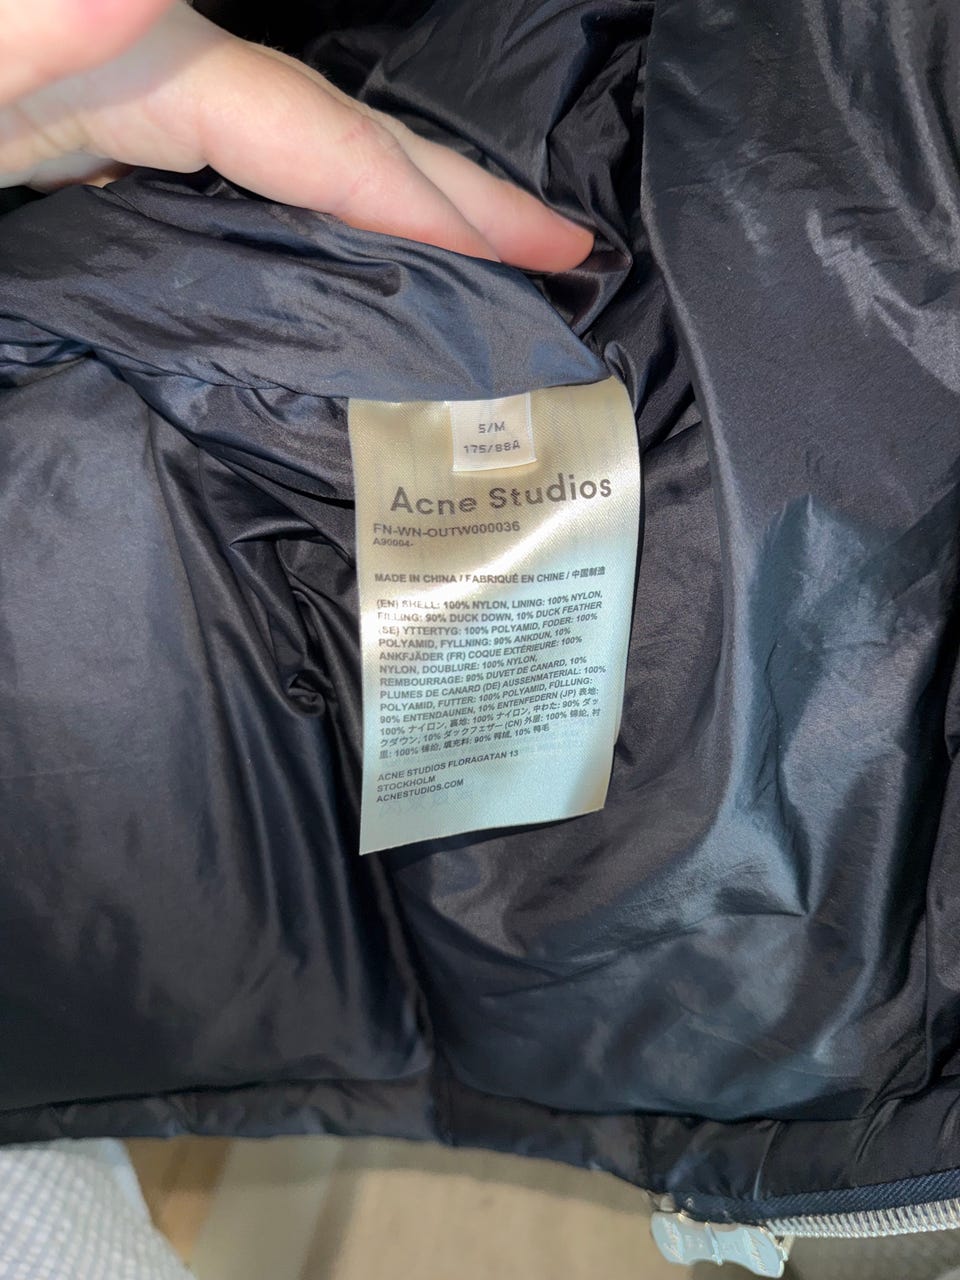 S/M
175/88A
Acne Studios
FN-WN-OUTW000036
A90004-
MADE IN CHINA / FABRIQUÉ EN CHINE / 中国制造
(EN) SHELL: 100% NYLON, LINING: 100% NYLON,
FILLING: 90% DUCK DOWN, 10% DUCK FEATHER
(SE) YTTERTYG: 100% POLYAMID, FODER: 100%
POLYAMID, FYLLNING: 90% ANKDUN, 10%
ANKFJÄDER (FR) COQUE EXTÉRIEURE: 100%
NYLON, DOUBLURE: 100% NYLON,
REMBOURRAGE: 90% DUVET DE CANARD, 10%
PLUMES DE CANARD (DE) AUSSENMATERIAL: 100%
POLYAMID, FUTTER: 100% POLYAMID, FÜLLUNG:
90% ENTENDAUNEN, 10% ENTENFEDERN (JP) 表地:
100% ナイロン, 裏地: 100% ナイロン, 中わた: 90% ダッ
クダウン, 10% ダックフェザー (CN) 外层: 100% 锦纶, 衬
里: 100% 锦纶, 填充料: 90% 鸭绒, 10% 鸭毛
ACNE STUDIOS FLORAGATAN 13
STOCKHOLM
ACNESTUDIOS.COM